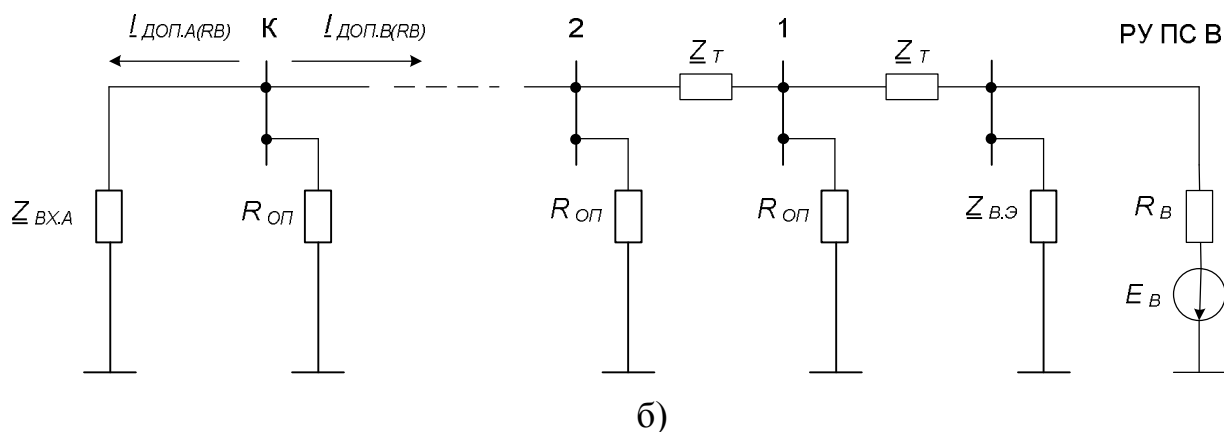 I ДОП.А(RB) К I ДОП.В(RB) 2 1 РУ ПС В
Z T Z T
Z ВХ.А R ОП R ОП R ОП Z В.Э R В
E В
б)